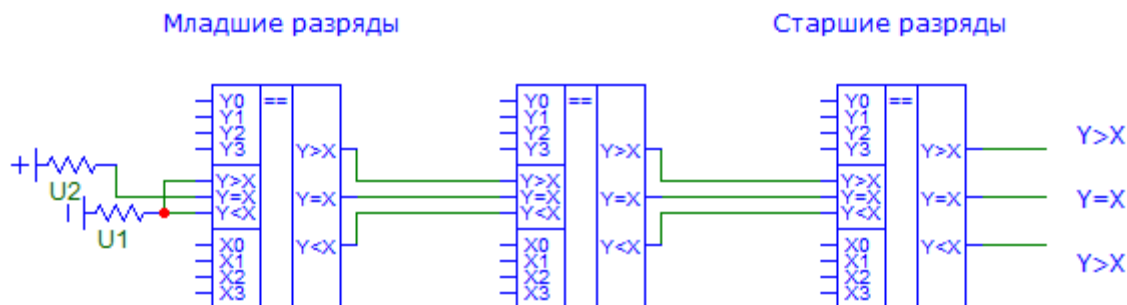 Младшие разряды
Старшие разряды
Y0
Y1
Y2
Y3
Y>X
Y=X
Y<X
X0
X1
X2
X3
==
Y>X
Y=X
Y<X
+
U2
U1
Y0
Y1
Y2
Y3
Y>X
Y=X
Y<X
X0
X1
X2
X3
==
Y>X
Y=X
Y<X
Y0
Y1
Y2
Y3
Y>X
Y=X
Y<X
X0
X1
X2
X3
==
Y>X
Y=X
Y<X
Y>X
Y=X
Y>X